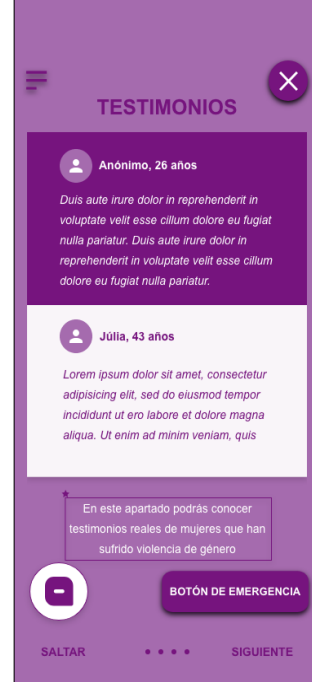 TESTIMONIOS
Anónimo, 26 años
Duis aute irure dolor in reprehenderit in
voluptate velit esse cillum dolore eu fugiat
nulla pariatur. Duis aute irure dolor in
reprehenderit in voluptate velit esse cillum
dolore eu fugiat nulla pariatur.
Júlia, 43 años
Lorem ipsum dolor sit amet, consectetur
adipisicing elit, sed do eiusmod tempor
incididunt ut ero labore et dolore magna
aliqua. Ut enim ad minim veniam, quis
En este apartado podrás conocer
testimonios reales de mujeres que han
sufrido violencia de género
BOTÓN DE EMERGENCIA
SALTAR
SIGUIENTE